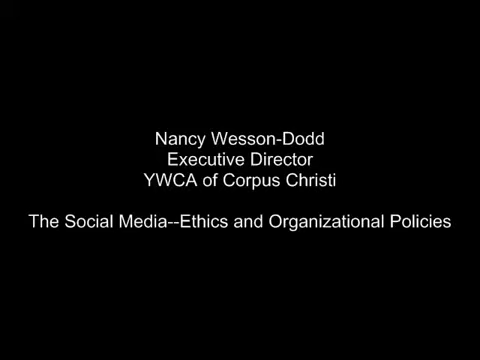 Nancy Wesson-Dodd
Executive Director
YWCA of Corpus Christi
The Social Media--Ethics and Organizational Policies